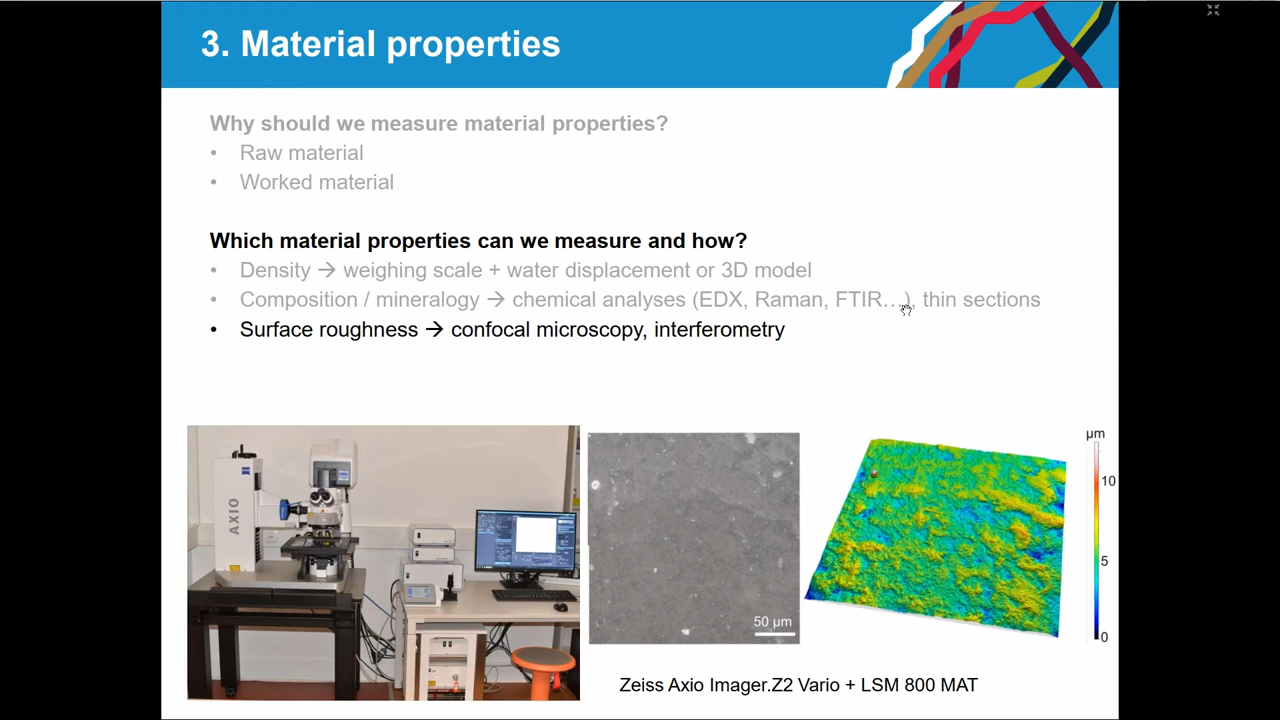 3. Material properties
Why should we measure material properties?
• Raw material
• Worked material
Which material properties can we measure and how?
• Density → weighing scale + water displacement or 3D model
• Composition / mineralogy → chemical analyses (EDX, Raman, FTIR…), thin sections
• Surface roughness → confocal microscopy, interferometry
AXIO
50 µm
µm
10
5
0
Zeiss Axio Imager.Z2 Vario + LSM 800 MAT